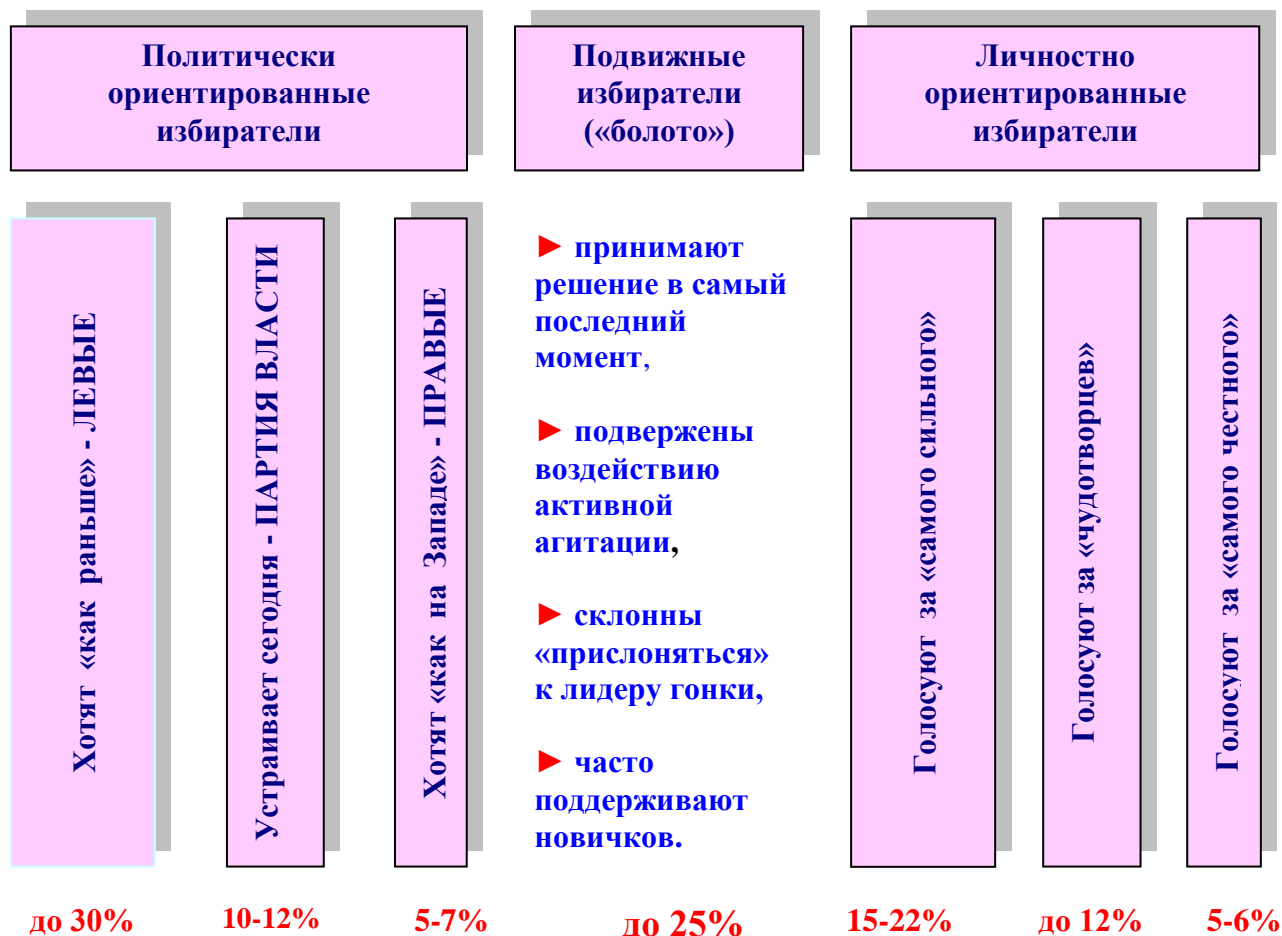 Политически
ориентированные
избиратели
Подвижные
избиратели
(«болото»)
Личностно
ориентированные
избиратели
Хотят «как раньше» - ЛЕВЫЕ
Устраивает сегодня - ПАРТИЯ ВЛАСТИ
Хотят «как на Западе» - ПРАВЫЕ
► принимают
решение в самый
последний
момент,
► подвержены
воздействию
активной
агитации,
► склонны
«прислоняться»
к лидеру гонки,
► часто
поддерживают
новичков.
Голосуют за «самого сильного»
Голосуют за «чудотворцев»
Голосуют за «самого честного»
до 30%
10-12%
5-7%
до 25%
15-22%
до 12%
5-6%